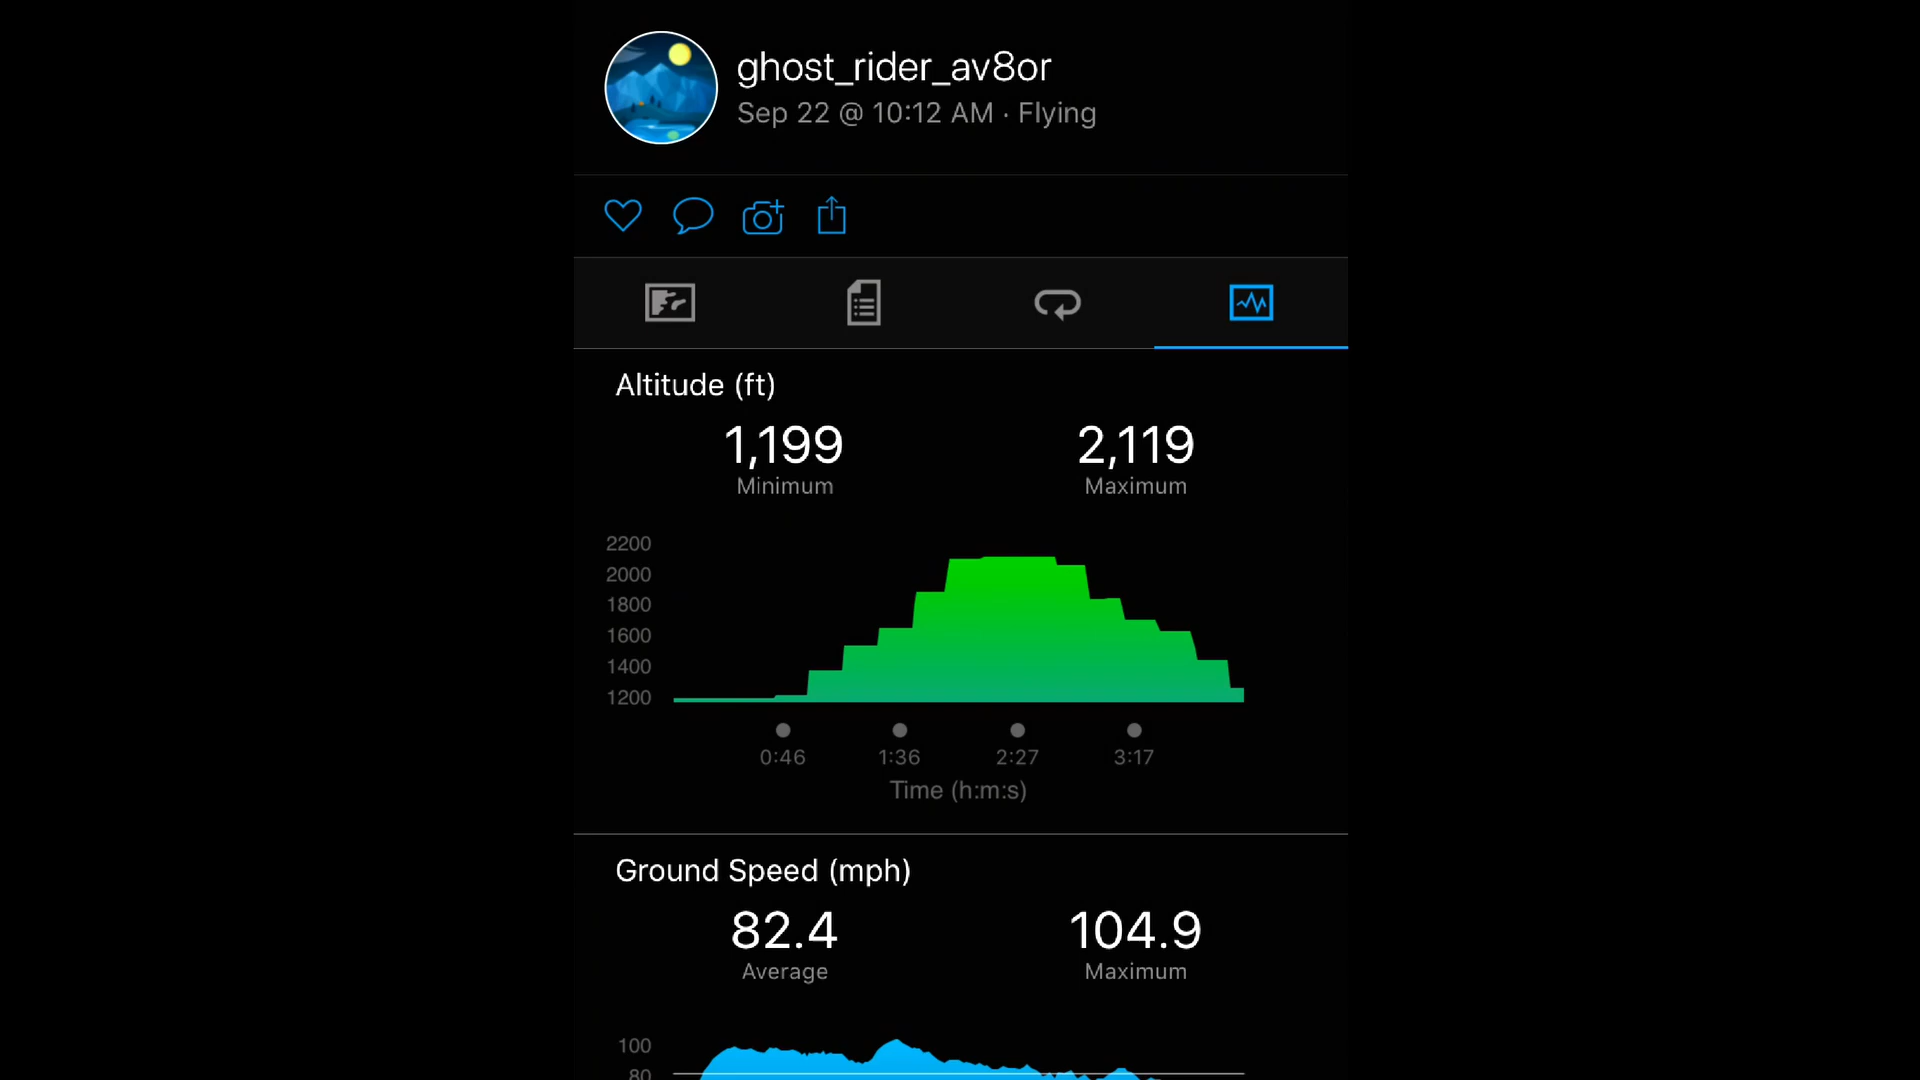 ghost_rider_av8or
Sep 22 @ 10:12 AM · Flying
Altitude (ft)
1,199 2,119
Minimum Maximum
2200
2000
1800
1600
1400
1200
0:46 1:36 2:27 3:17
Time (h:m:s)
Ground Speed (mph)
82.4 104.9
Average Maximum
100
80